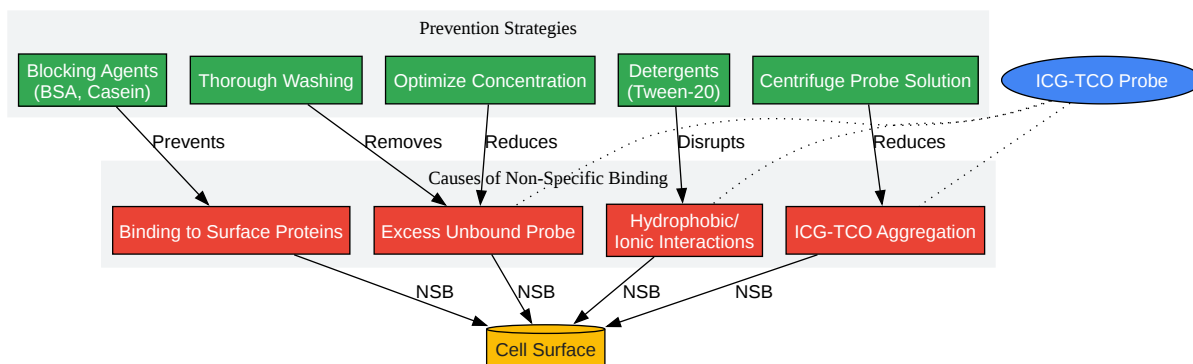 Prevention Strategies
Blocking Agents
(BSA, Casein)
Thorough Washing
Optimize Concentration
Detergents
(Tween-20)
Centrifuge Probe Solution
ICG-TCO Probe
Prevents
Removes
Reduces
Disrupts
Reduces
Causes of Non-Specific Binding
Binding to Surface Proteins
Excess Unbound Probe
Hydrophobic/
Ionic Interactions
ICG-TCO Aggregation
NSB
NSB
NSB
NSB
Cell Surface